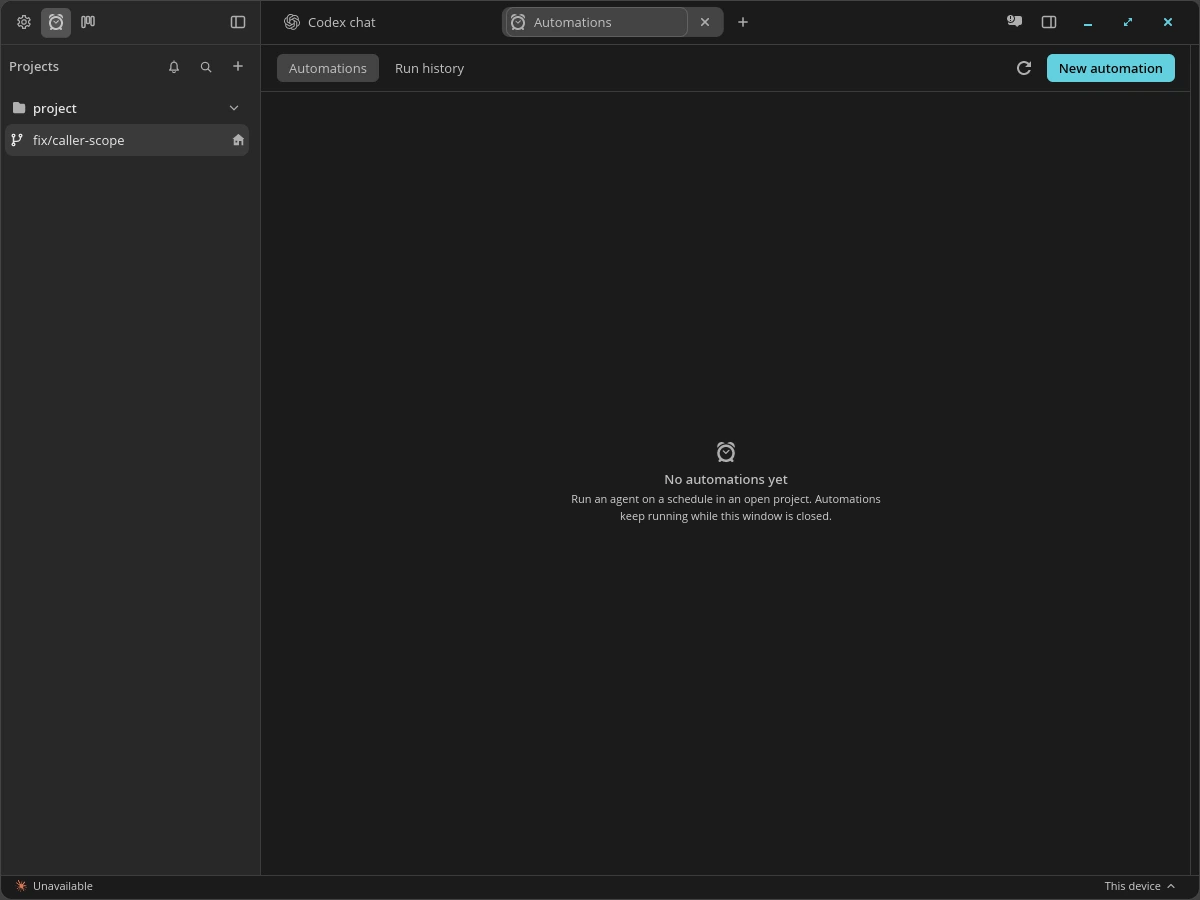 Codex chat
Automations
Projects
Automations
Run history
New automation
project
fix/caller-scope
No automations yet
Run an agent on a schedule in an open project. Automations
keep running while this window is closed.
Unavailable
This device